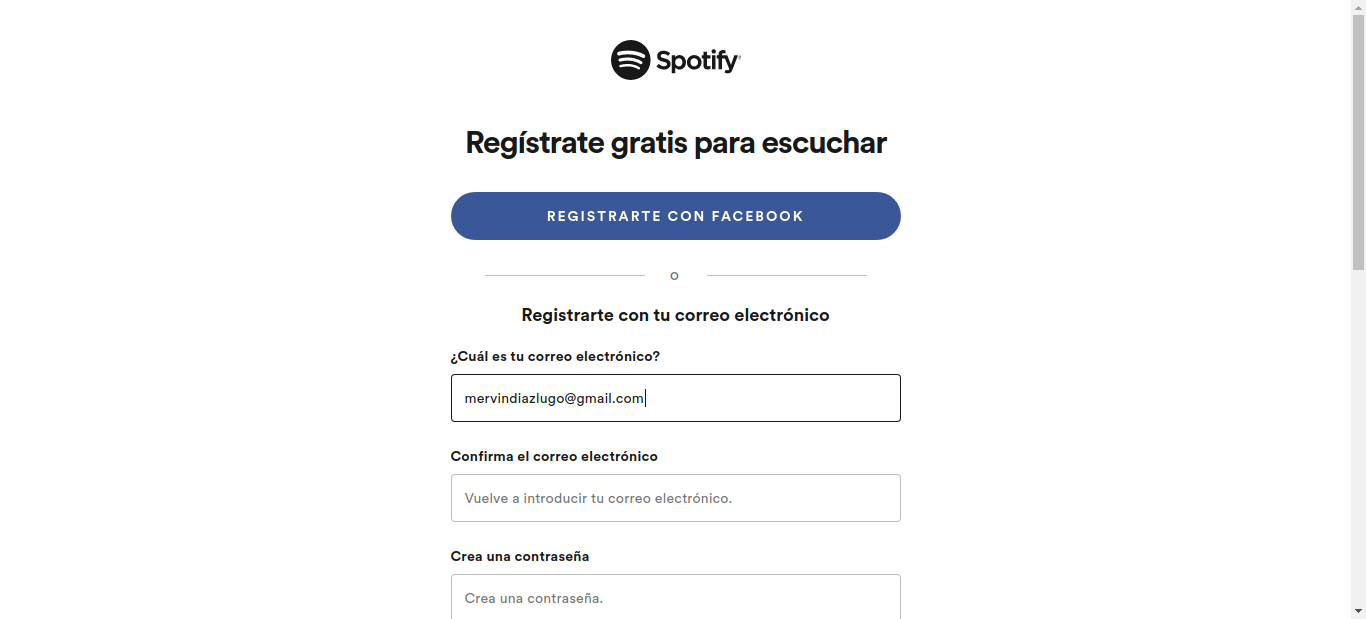 Spotify
Regístrate gratis para escuchar
REGISTRARTE CON FACEBOOK
o
Registrarte con tu correo electrónico
¿Cuál es tu correo electrónico?
mervindiazlugo@gmail.com
Confirma el correo electrónico
Vuelve a introducir tu correo electrónico.
Crea una contraseña
Crea una contraseña.